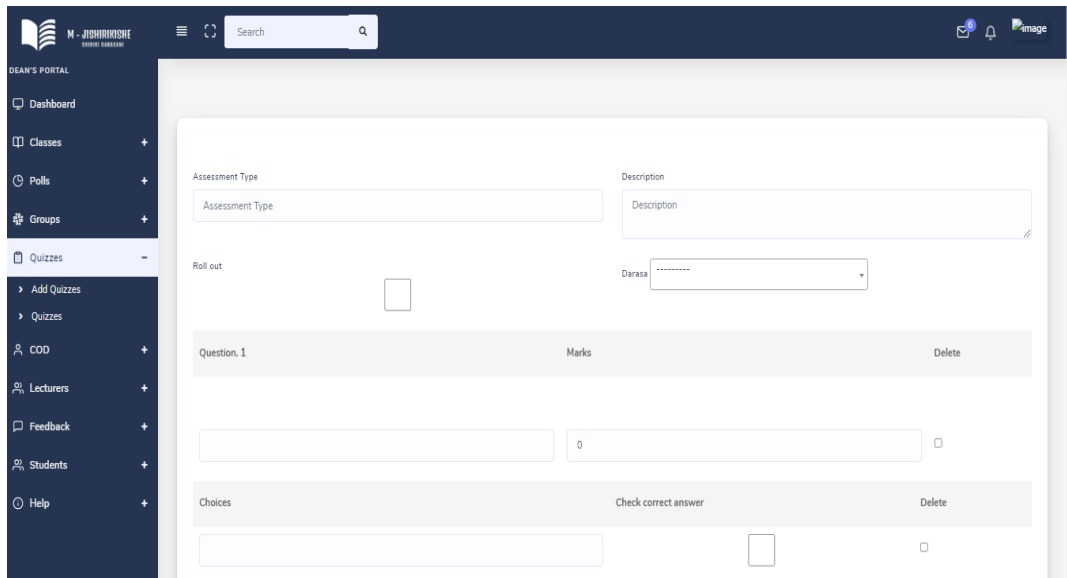 M - JISHIRIKISHE
Search
6
image
DEAN'S PORTAL
Dashboard
Classes +
Polls +
Groups +
Quizzes -
Add Quizzes
Quizzes
COD +
Lecturers +
Feedback +
Students +
Help +
Assessment Type
Assessment Type
Description
Description
Roll out
Darasa ---------
Question. 1 Marks Delete
0
Choices Check correct answer Delete